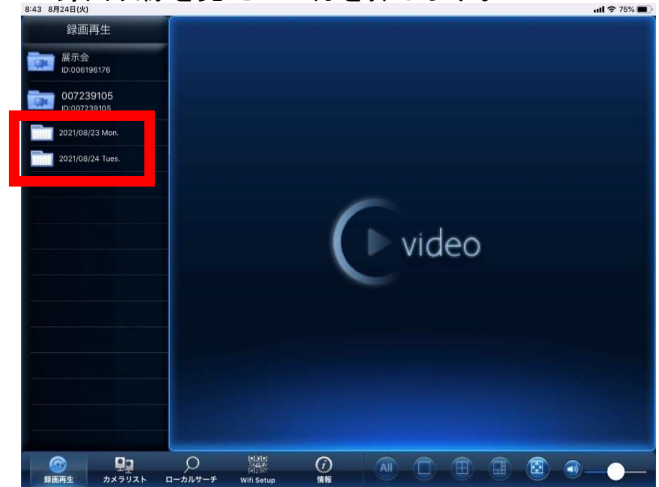 8:43 8月24日(火)
76%
録画再生
展示会
ID:006196176
007239105
ID:007239105
2021/08/23 Mon.
2021/08/24 Tues.
video
録画再生
カメラリスト
ローカルサーチ
Wifi Setup
情報
All